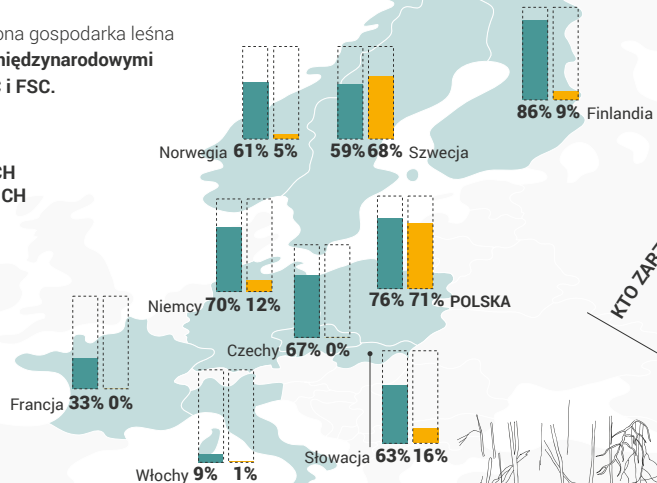 ona gospodarka leśna
międzynarodowymi
i FSC.
CH
CH
86% 9% Finlandia
Norwegia 61% 5%
59% 68% Szwecja
Niemcy 70% 12%
76% 71% POLSKA
KTO ZARZ
Czechy 67% 0%
Francja 33% 0%
Słowacja 63% 16%
Włochy 9% 1%